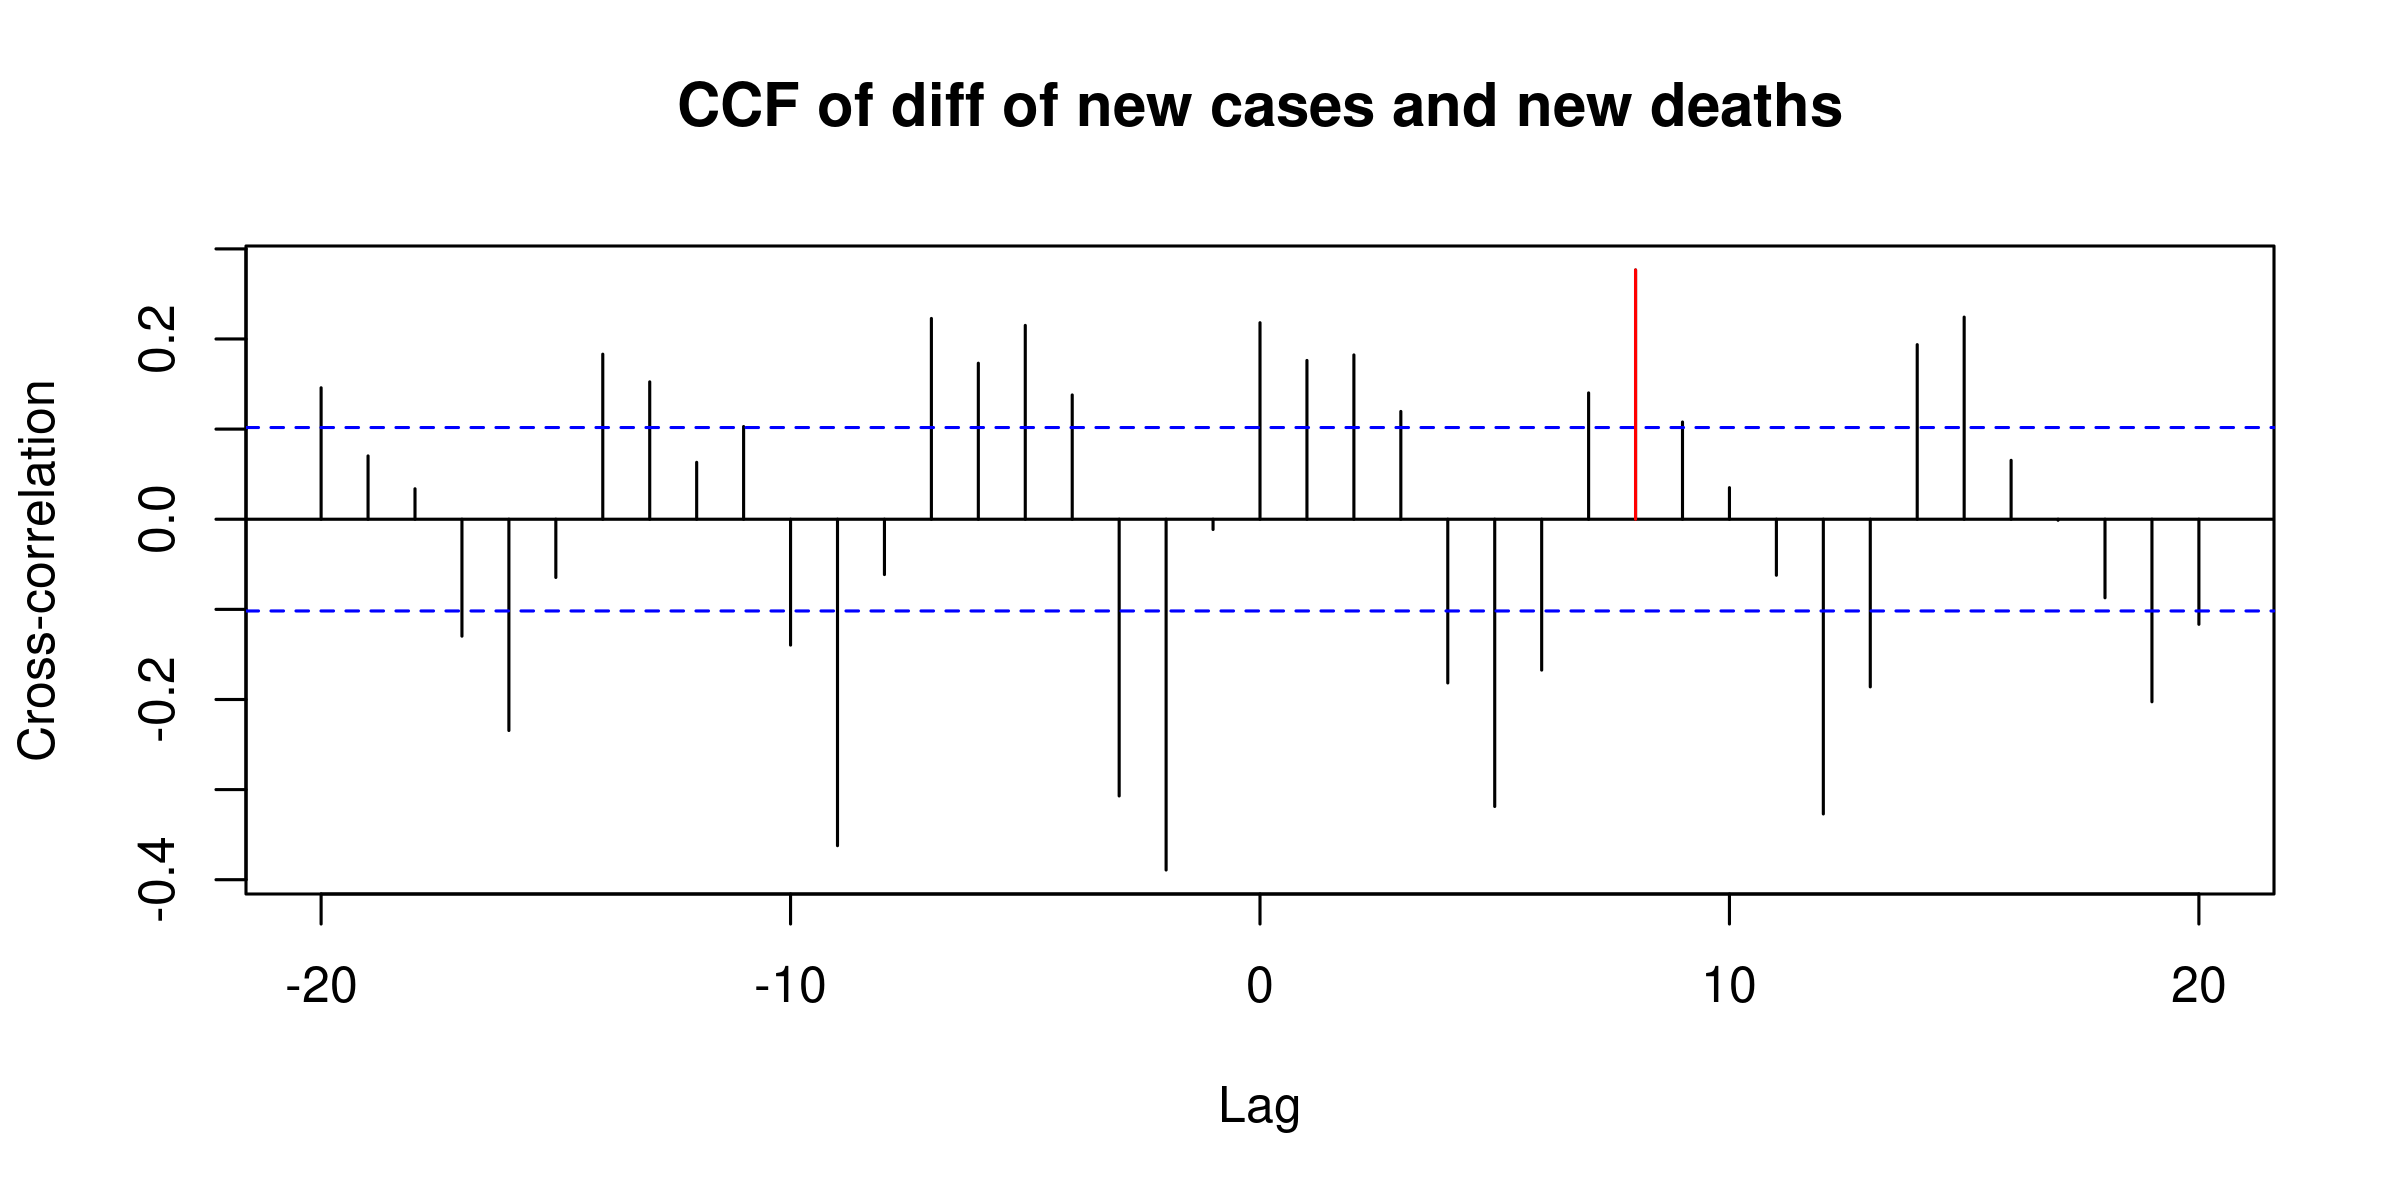 CCF of diff of new cases and new deaths
Cross-correlation
0.2
0.0
-0.2
-0.4
-20 -10 0 10 20
Lag